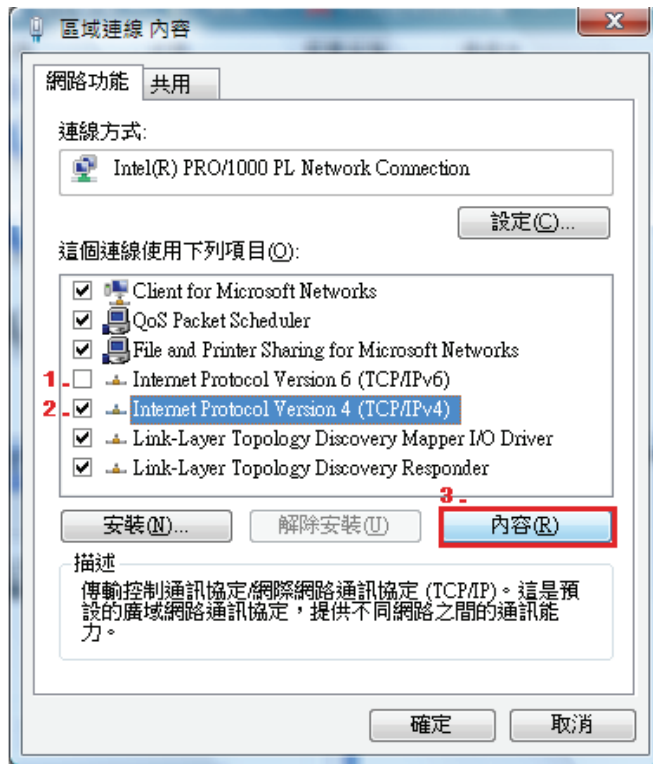 區域連線 內容
網路功能 共用
連線方式:
Intel(R) PRO/1000 PL Network Connection
設定(C)...
這個連線使用下列項目(O):
Client for Microsoft Networks
QoS Packet Scheduler
File and Printer Sharing for Microsoft Networks
1 - Internet Protocol Version 6 (TCP/IPv6)
2 - Internet Protocol Version 4 (TCP/IPv4)
Link-Layer Topology Discovery Mapper I/O Driver
Link-Layer Topology Discovery Responder
3 -
安裝(N)... 解除安裝(U) 內容(R)
描述
傳輸控制通訊協定/網際網路通訊協定 (TCP/IP)。這是預
設的廣域網路通訊協定，提供不同網路之間的通訊能
力。
確定 取消